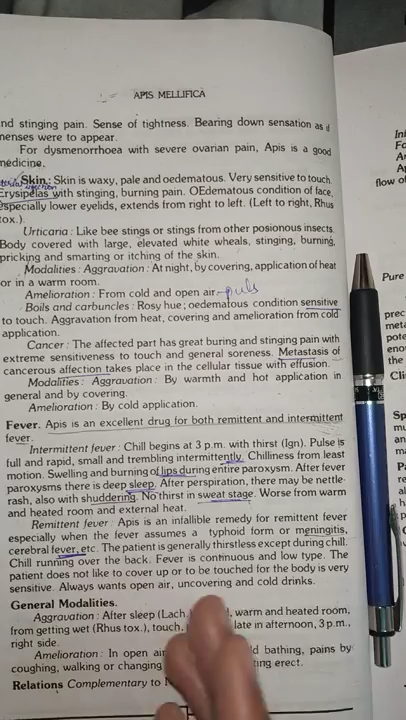 APIS MELLIFICA
nd stinging pain. Sense of tightness. Bearing down sensation as if
menses were to appear.
For dysmenorrhoea with severe ovarian pain, Apis is a good
medicine.
Skin : Skin is waxy, pale and oedematous. Very sensitive to touch.
Erysipelas with stinging, burning pain. OEdematous condition of face,
especially lower eyelids, extends from right to left. (Left to right, Rhus
tox.)
Urticaria : Like bee stings or stings from other posionous insects.
Body covered with large, elevated white wheals, stinging, burning,
pricking and smarting or itching of the skin.
Modalities : Aggravation : At night, by covering, application of heat
or in a warm room.
Amelioration : From cold and open air. puls
Boils and carbuncles : Rosy hue; oedematous condition sensitive
to touch. Aggravation from heat, covering and amelioration from cold
application.
Cancer : The affected part has great buring and stinging pain with
extreme sensitiveness to touch and general soreness. Metastasis of
cancerous affection takes place in the cellular tissue with effusion.
Modalities : Aggravation : By warmth and hot application in
general and by covering.
Amelioration : By cold application.
Fever. Apis is an excellent drug for both remittent and intermittent
fever.
Intermittent fever : Chill begins at 3 p.m. with thirst (Ign). Pulse is
full and rapid, small and trembling intermittently. Chilliness from least
motion. Swelling and burning of lips during entire paroxysm. After fever
paroxysms there is deep sleep. After perspiration, there may be nettle-
rash, also with shuddering. No thirst in sweat stage. Worse from warm
and heated room and external heat.
Remittent fever : Apis is an infallible remedy for remittent fever
especially when the fever assumes a typhoid form or meningitis,
cerebral fever, etc. The patient is generally thirstless except during chill.
Chill running over the back. Fever is continuous and low type. The
patient does not like to cover up or to be touched for the body is very
sensitive. Always wants open air, uncovering and cold drinks.
General Modalities.
Aggravation : After sleep (Lach.) warm and heated room,
from getting wet (Rhus tox.), touch, late in afternoon, 3 p.m.,
right side.
Amelioration : In open air bathing, pains by
coughing, walking or changing erect.
Relations Complementary to
flow of
Pure